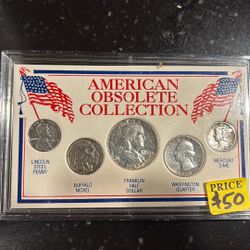 AMERICAN
OBSOLETE
COLLECTION
LINCOLN
STEEL
PENNY
BUFFALO
NICKEL
FRANKLIN
HALF
DOLLAR
WASHINGTON
QUARTER
MERCURY
DIME
PRICE
$50